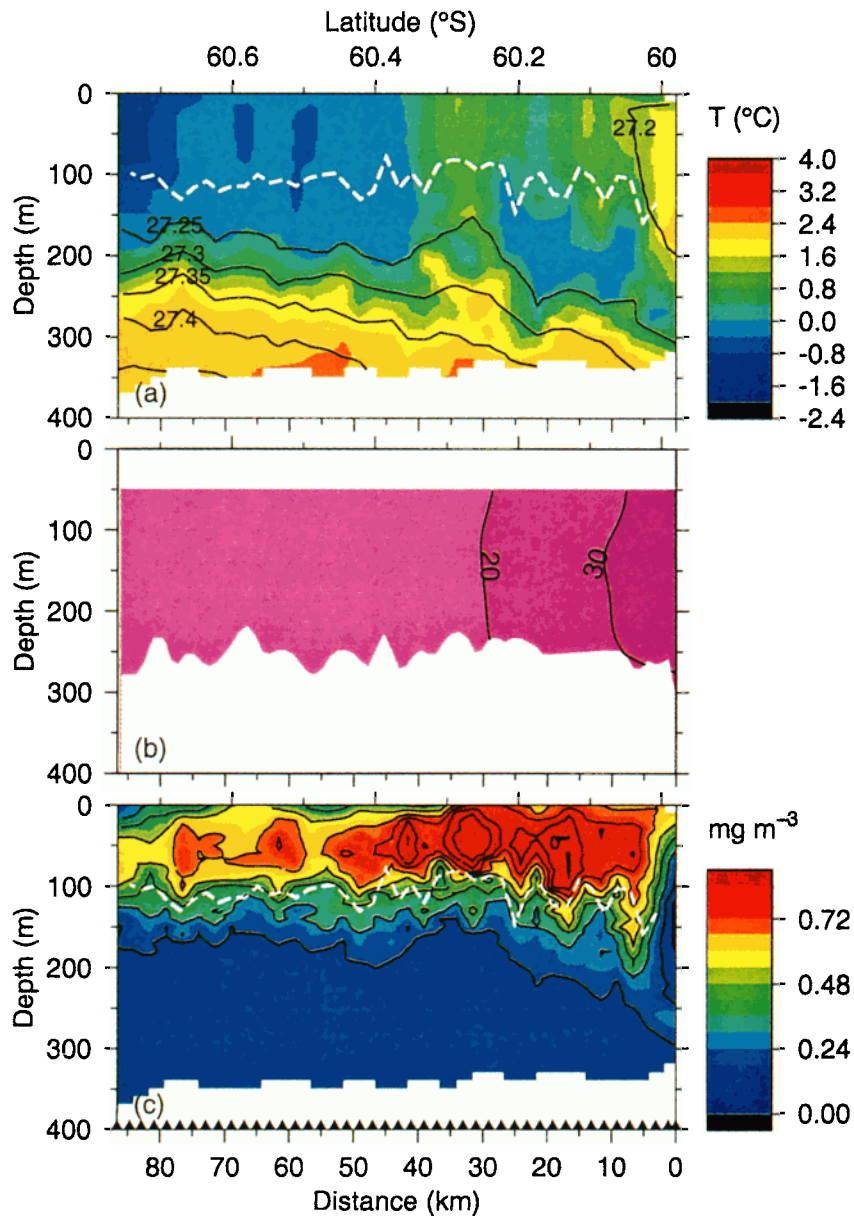 Latitude (°S)
60.6 60.4 60.2 60
0
100
200
300
400
Depth (m)
27.2
27.25
27.3
27.35
27.4
(a)
T (°C)
4.0
3.2
2.4
1.6
0.8
0.0
-0.8
-1.6
-2.4
0
100
200
300
400
Depth (m)
20
30
(b)
0
100
200
300
400
Depth (m)
(c)
mg m⁻³
0.72
0.48
0.24
0.00
80 70 60 50 40 30 20 10 0
Distance (km)